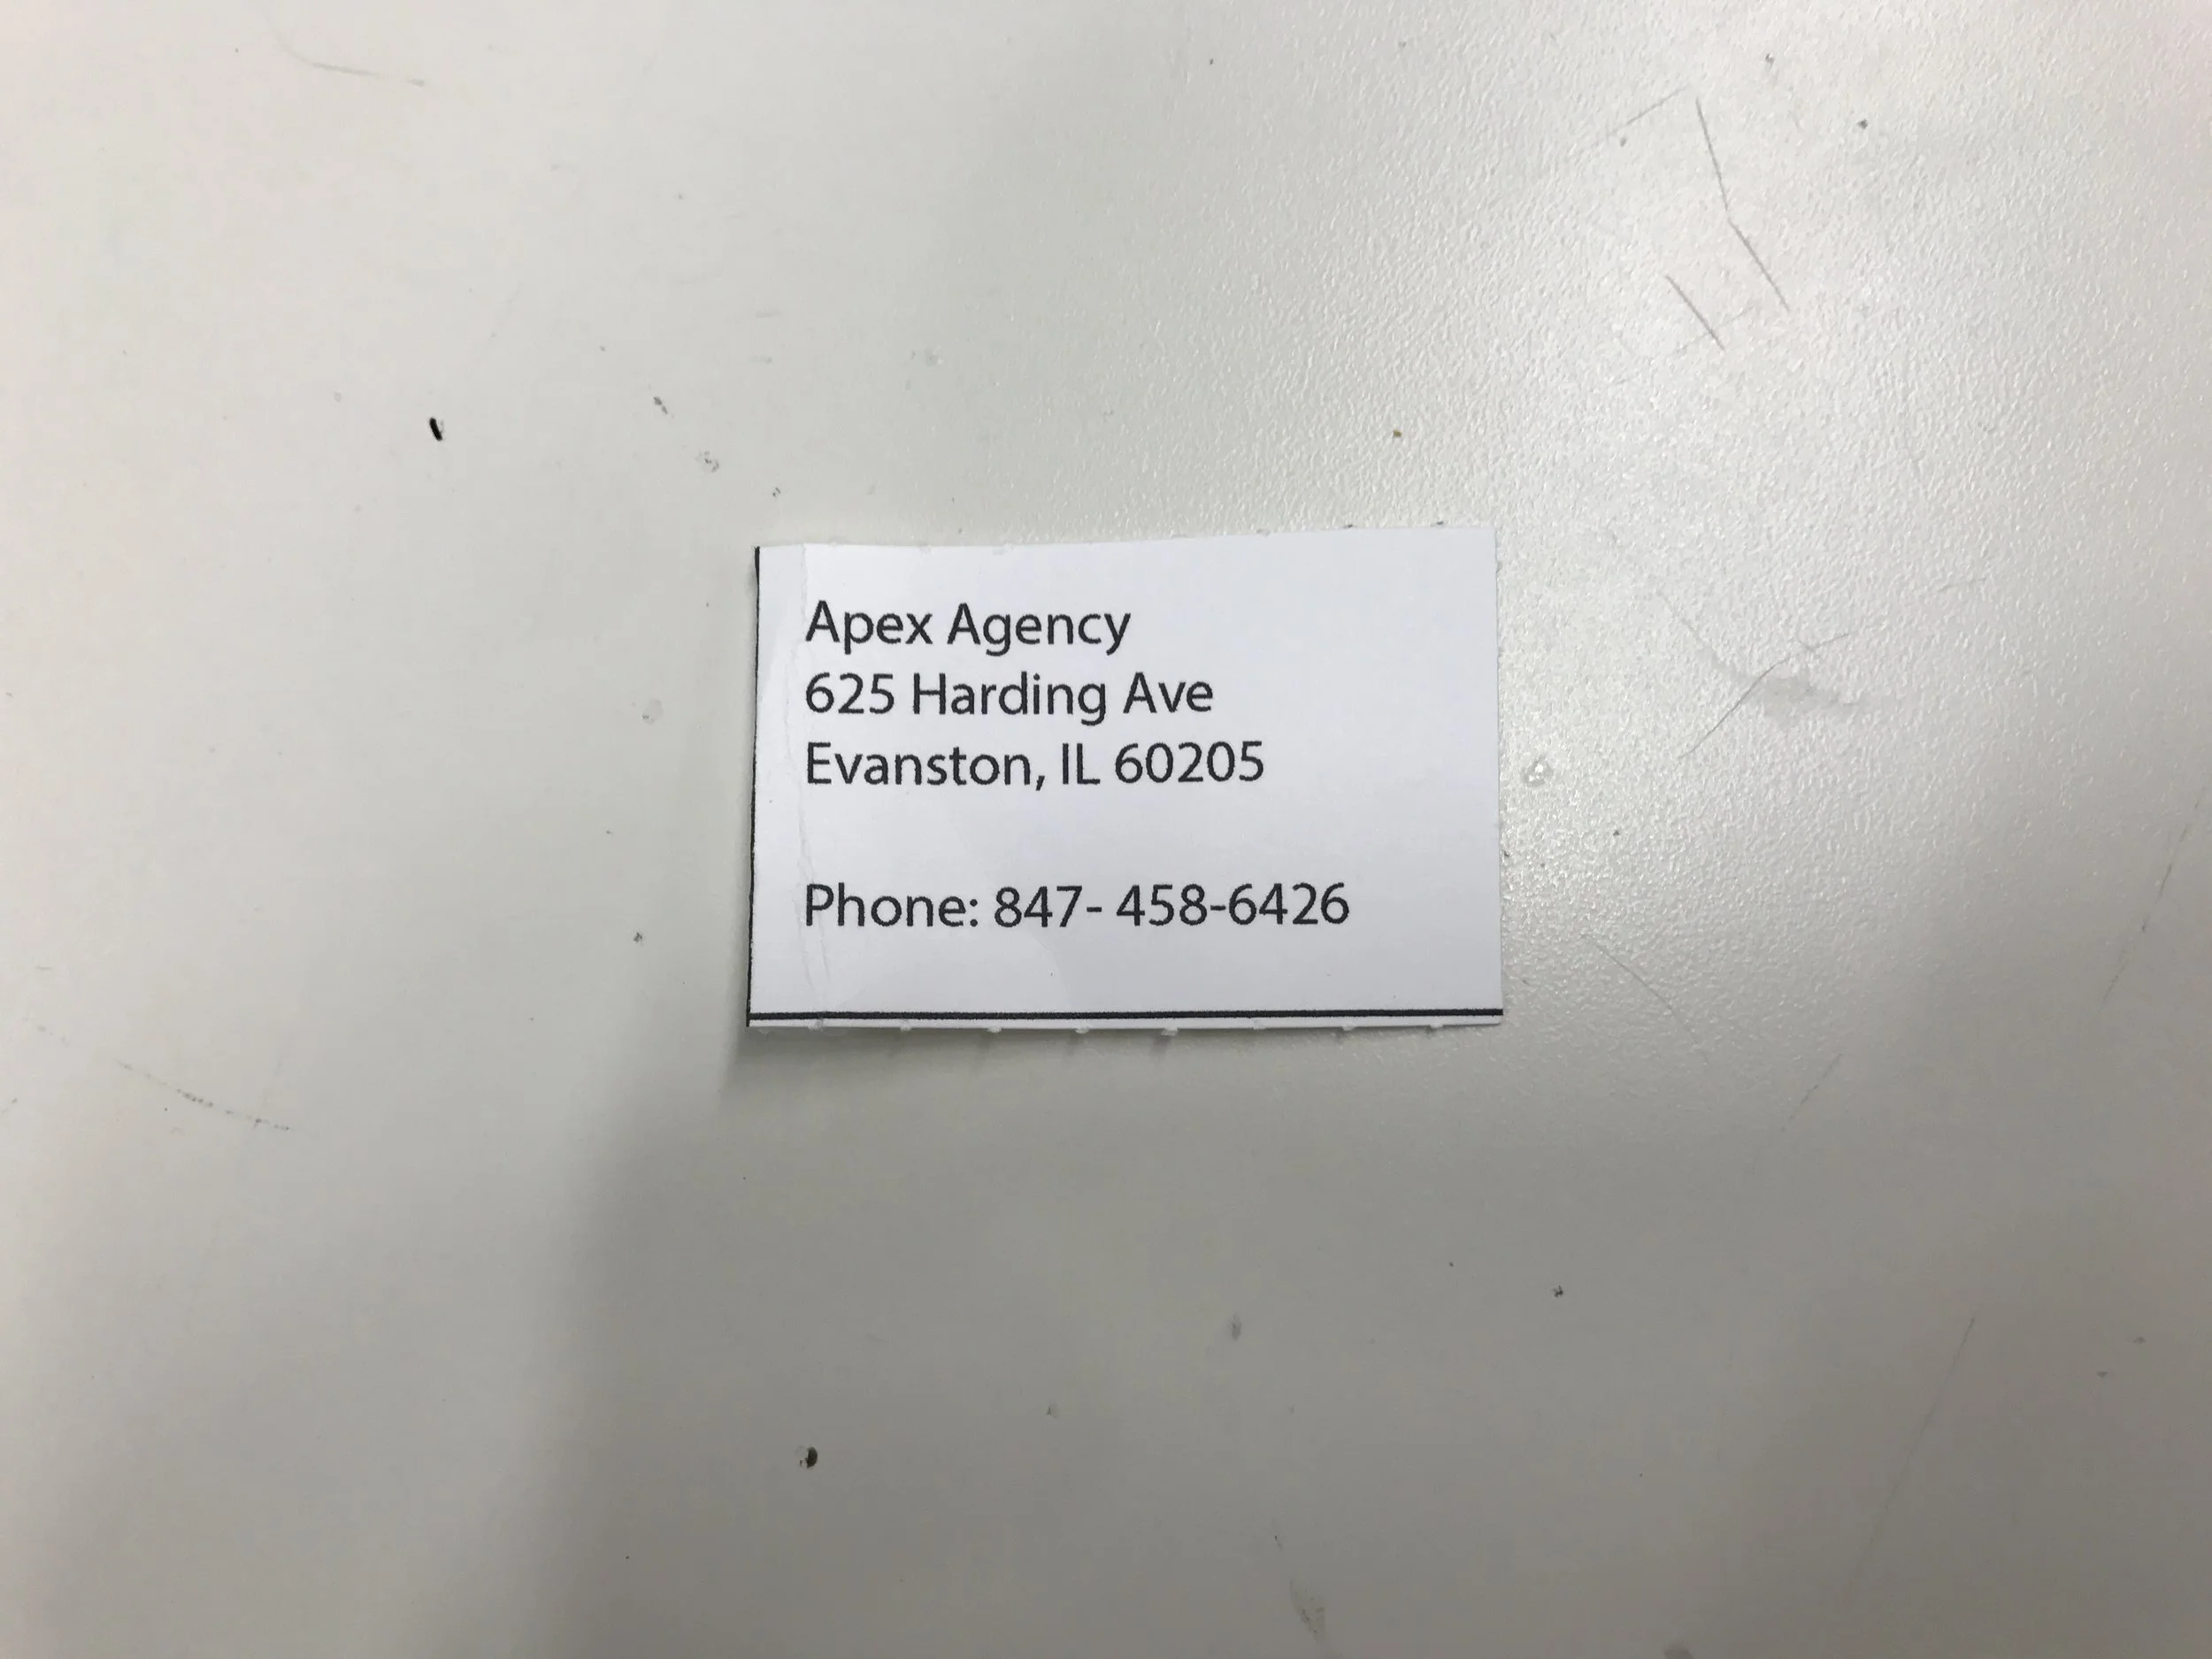 Apex Agency
625 Harding Ave
Evanston, IL 60205
Phone: 847- 458-6426